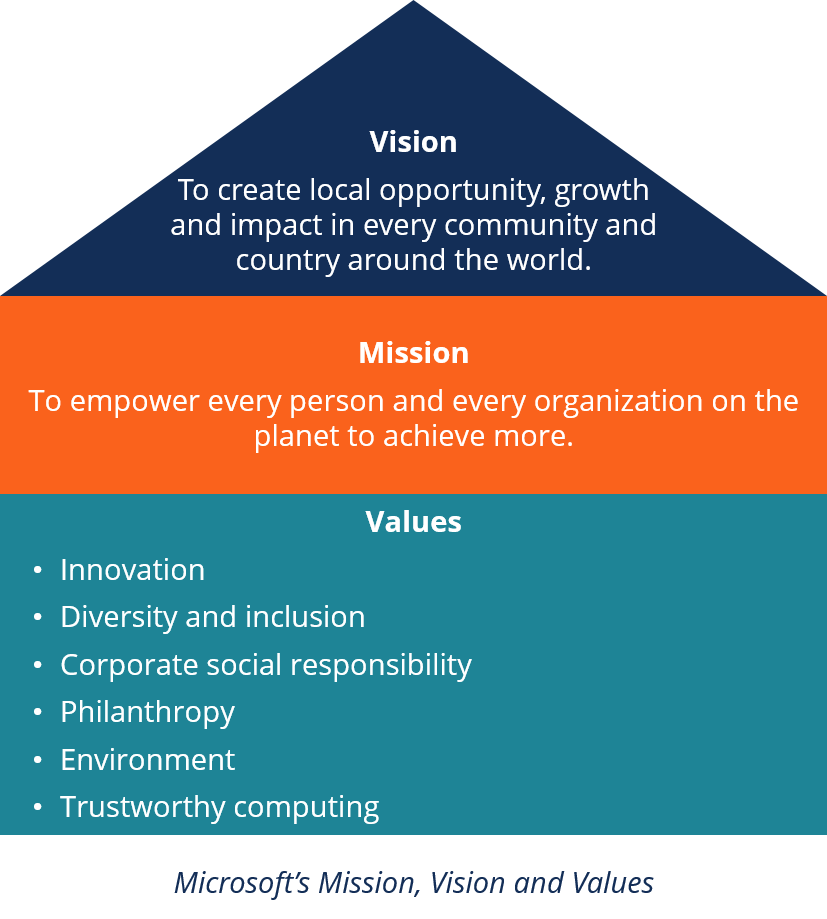 Vision
To create local opportunity, growth
and impact in every community and
country around the world.
Mission
To empower every person and every organization on the
planet to achieve more.
Values
• Innovation
• Diversity and inclusion
• Corporate social responsibility
• Philanthropy
• Environment
• Trustworthy computing
Microsoft’s Mission, Vision and Values